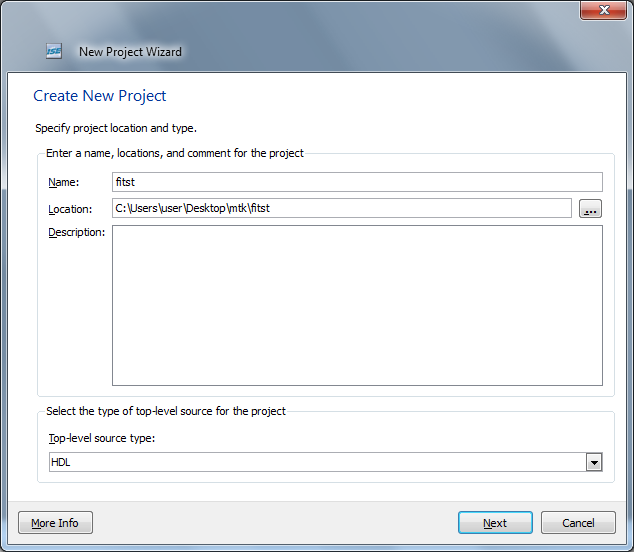 X
ISE New Project Wizard
Create New Project
Specify project location and type.
Enter a name, locations, and comment for the project
Name: fitst
Location: C:\Users\user\Desktop\mtk\fitst ...
Description:
Select the type of top-level source for the project
Top-level source type:
HDL
More Info Next Cancel